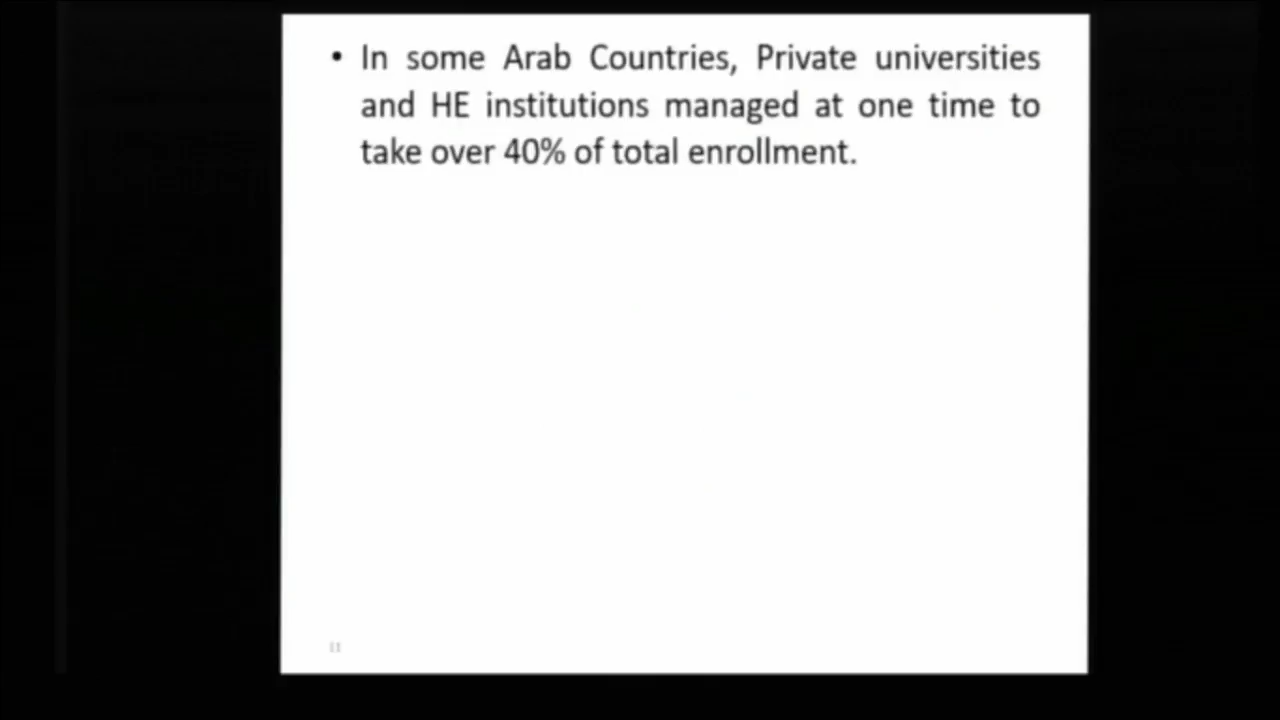 • In some Arab Countries, Private universities
and HE institutions managed at one time to
take over 40% of total enrollment.
11